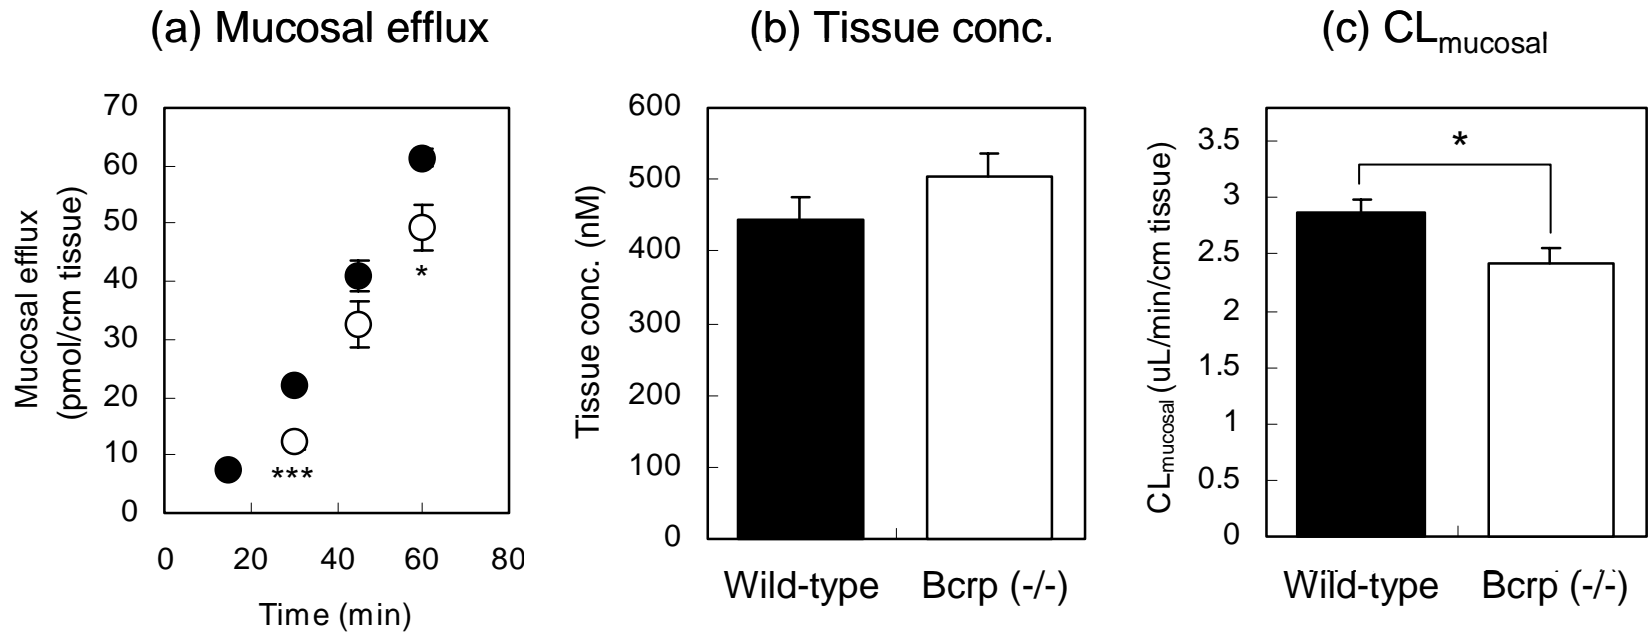 (a) Mucosal efflux
(b) Tissue conc.
(c) CLmucosal
Mucosal efflux
(pmol/cm tissue)
70
60
50
40
30
20
10
0
*
***
0 20 40 60 80
Time (min)
Tissue conc. (nM)
600
500
400
300
200
100
0
Wild-type Bcrp (-/-)
CLmucosal (uL/min/cm tissue)
3.5
3
2.5
2
1.5
1
0.5
0
*
Wild-type Bcrp (-/-)